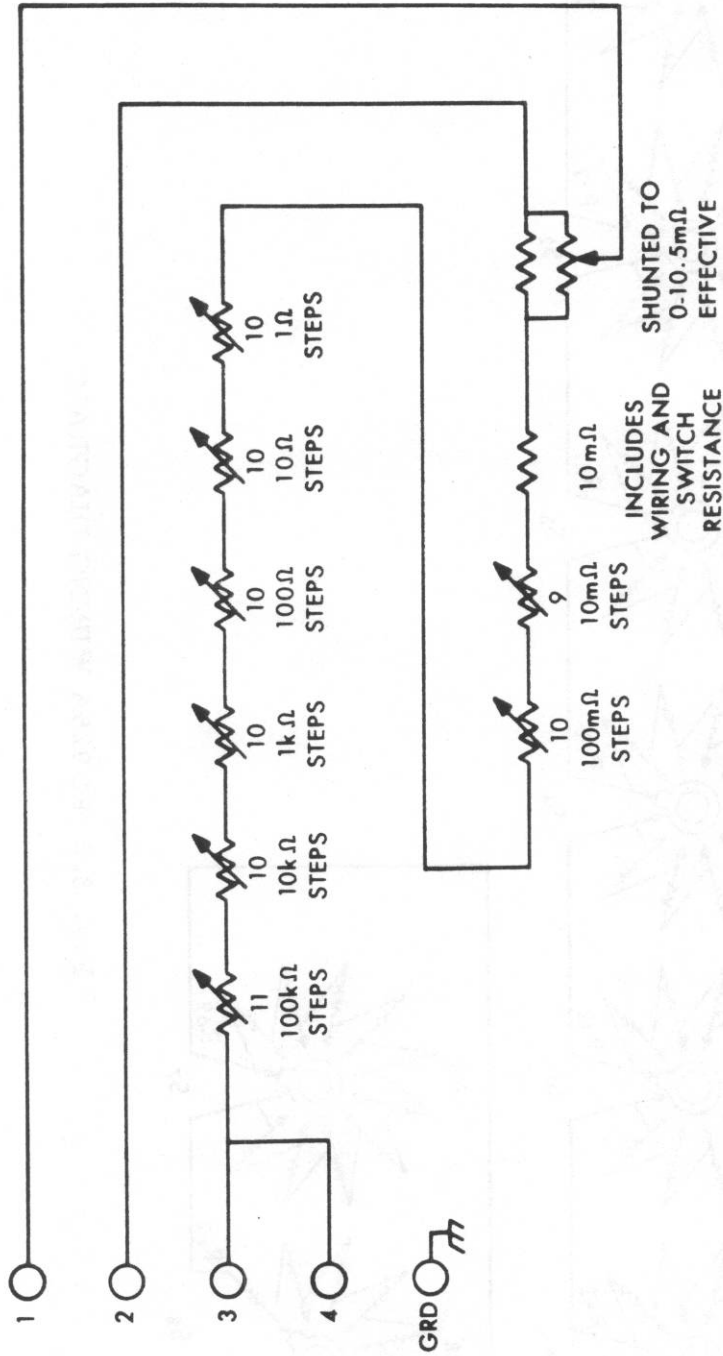 1
2
3
4
GRD
11
100kΩ
STEPS
10
10kΩ
STEPS
10
1kΩ
STEPS
10
100Ω
STEPS
10
10Ω
STEPS
10
1Ω
STEPS
10
100mΩ
STEPS
9
10mΩ
STEPS
10mΩ
INCLUDES
WIRING AND
SWITCH
RESISTANCE
SHUNTED TO
0-10.5mΩ
EFFECTIVE